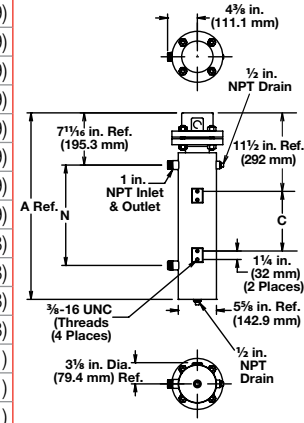 4⅜ in.
(111.1 mm)
½ in.
NPT Drain
7¹¹⁄₁₆ in. Ref.
(195.3 mm)
11½ in. Ref.
(292 mm)
1 in.
NPT Inlet
& Outlet
A Ref.
N
C
1¼ in.
(32 mm)
(2 Places)
⅜-16 UNC
(Threads
(4 Places)
5⅝ in. Ref.
(142.9 mm)
3⅛ in. Dia.
(79.4 mm) Ref.
½ in.
NPT
Drain